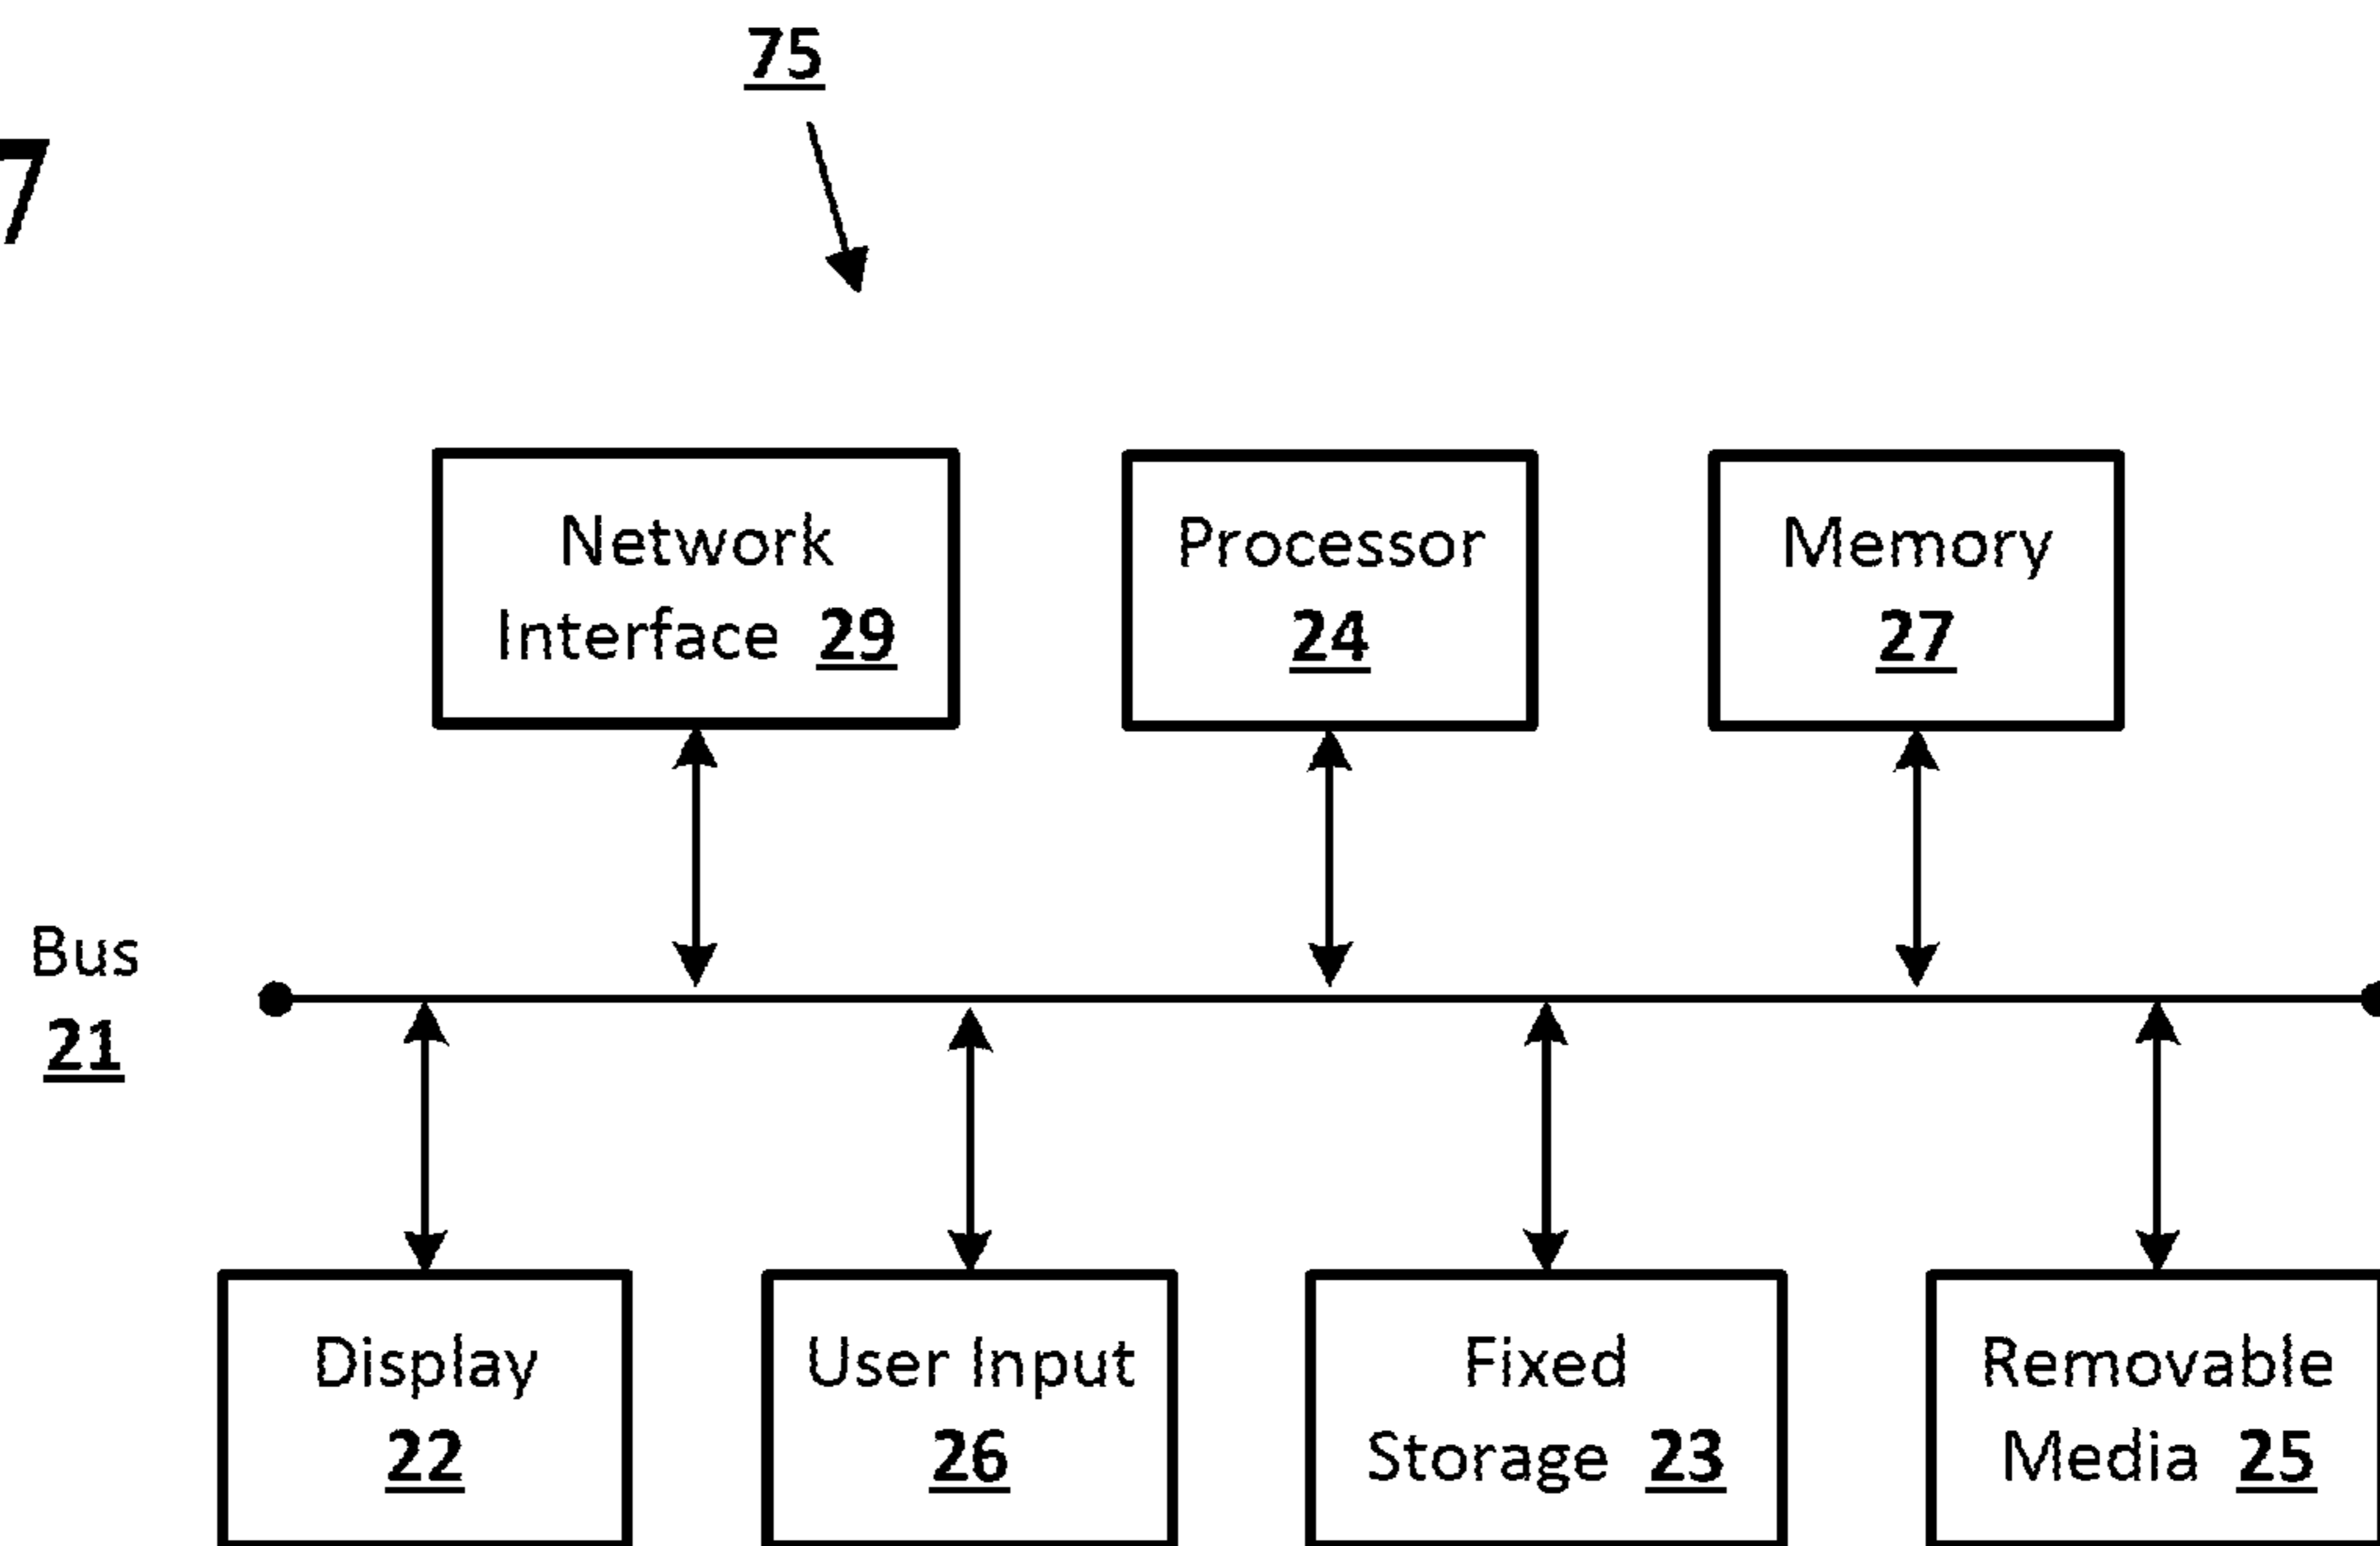 75
7
Network
Interface 29
Processor
24
Memory
27
Bus
21
Display
22
User Input
26
Fixed
Storage 23
Removable
Media 25